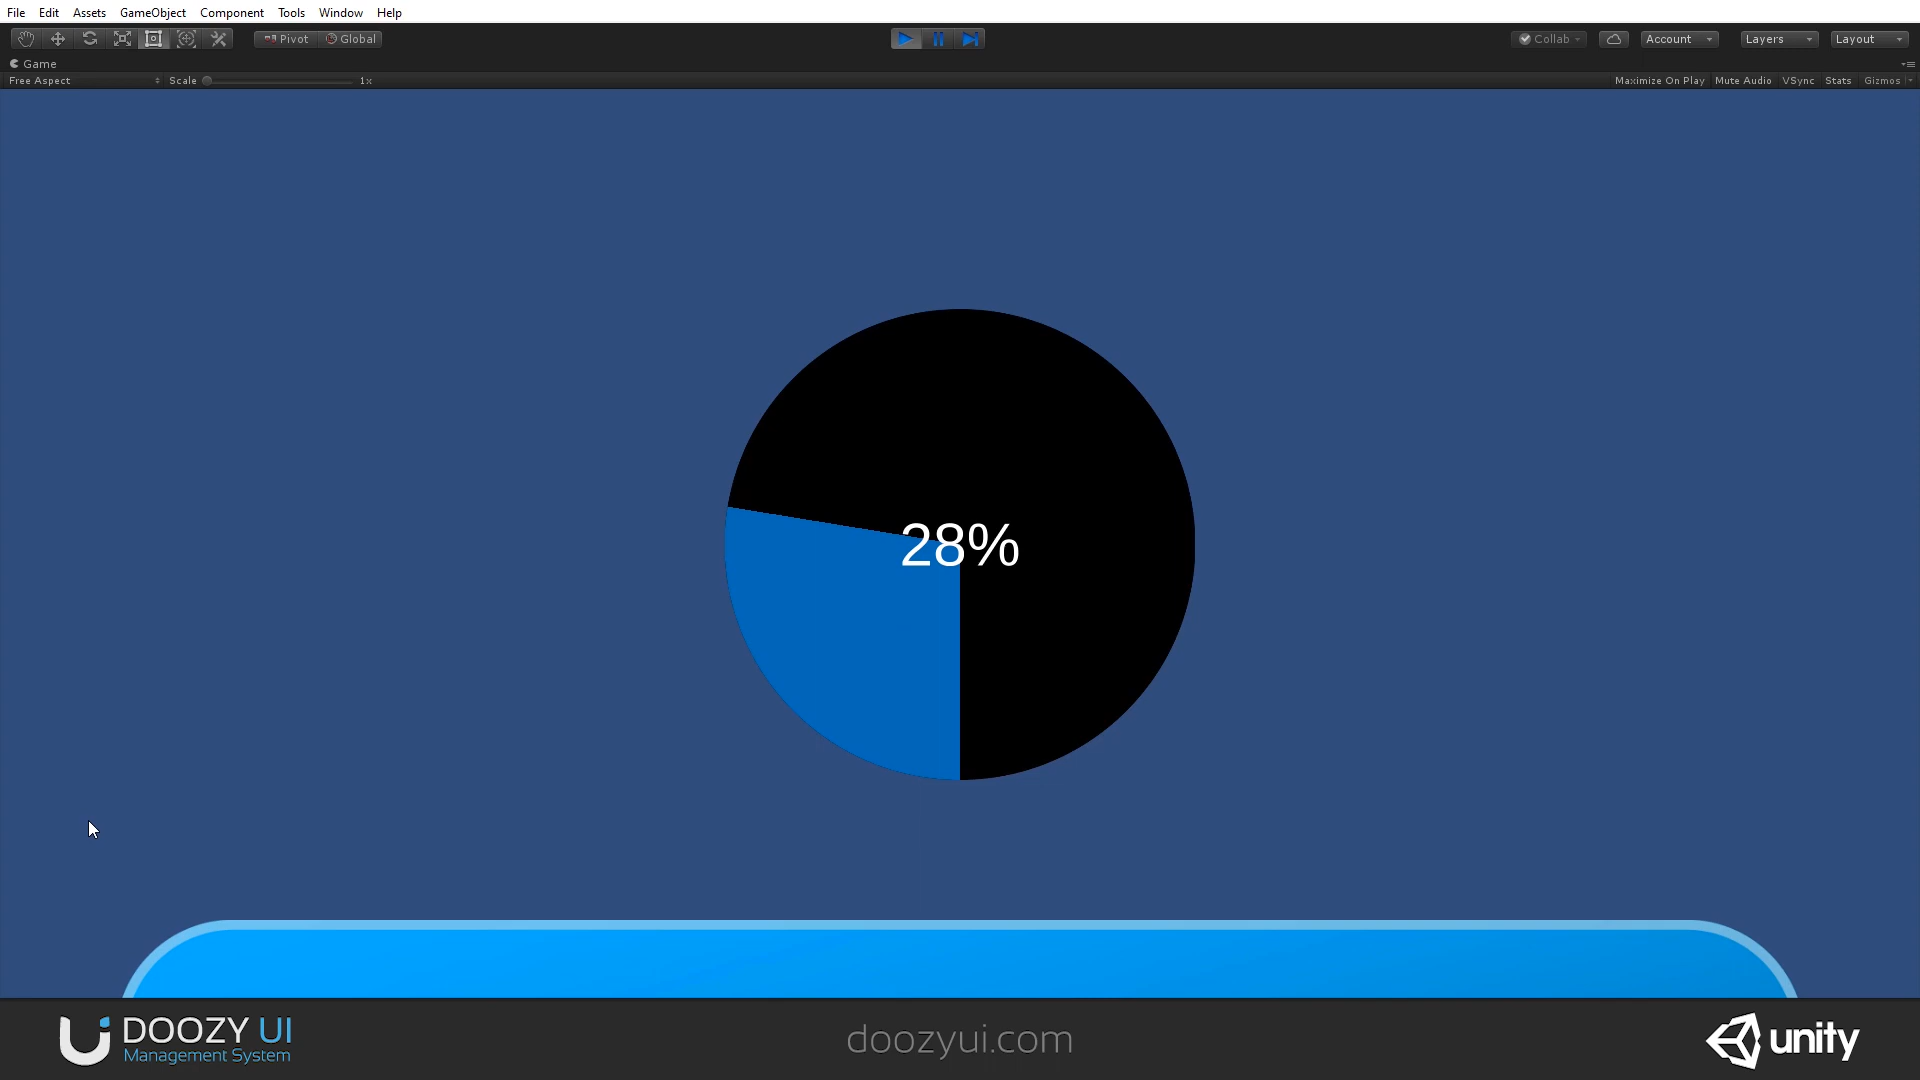 File Edit Assets GameObject Component Tools Window Help
Pivot Global Collab Account Layers Layout
Game
Free Aspect Scale 1x Maximize On Play Mute Audio VSync Stats Gizmos
28%
DOOZY UI
Management System
doozyui.com
unity